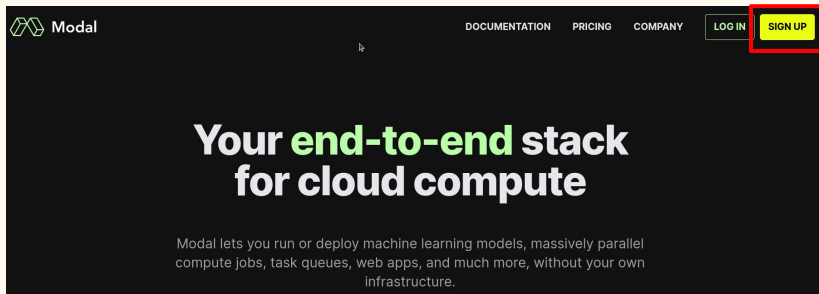 Modal
DOCUMENTATION PRICING COMPANY LOG IN SIGN UP
Your end-to-end stack
for cloud compute
Modal lets you run or deploy machine learning models, massively parallel
compute jobs, task queues, web apps, and much more, without your own
infrastructure.